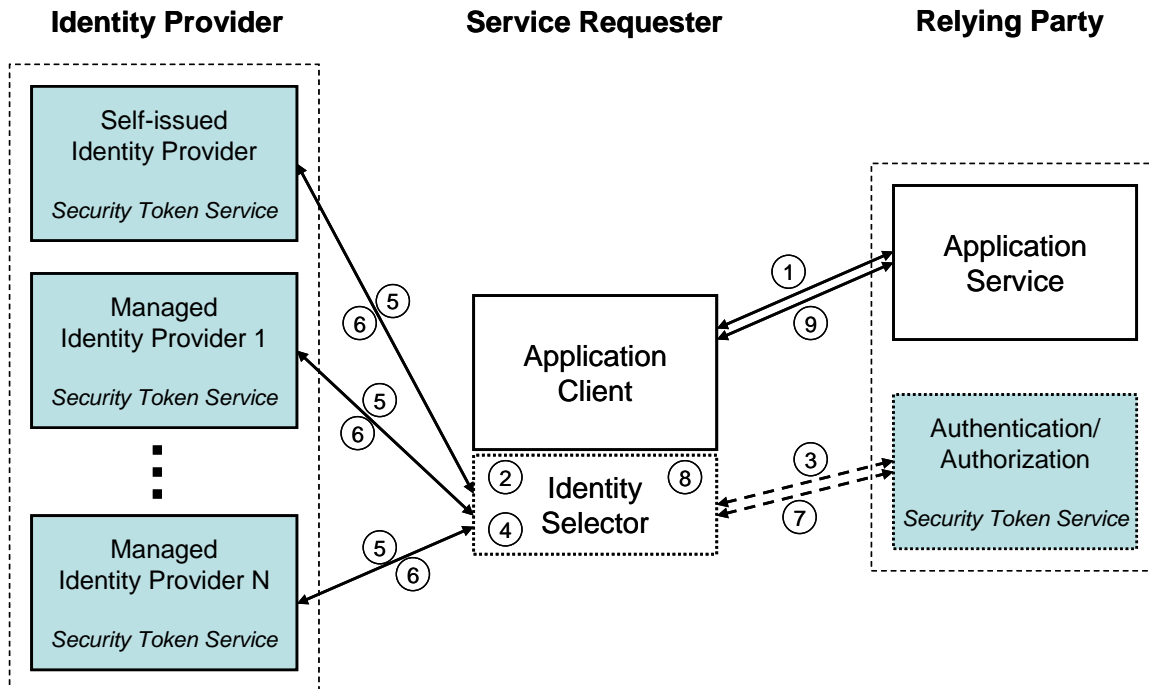 Identity Provider
Service Requester
Relying Party
Self-issued
Identity Provider
Security Token Service
Managed
Identity Provider 1
Security Token Service
Managed
Identity Provider N
Security Token Service
5
6
5
6
5
6
Application
Client
2
8
Identity
Selector
4
1
9
3
7
Application
Service
Authentication/
Authorization
Security Token Service